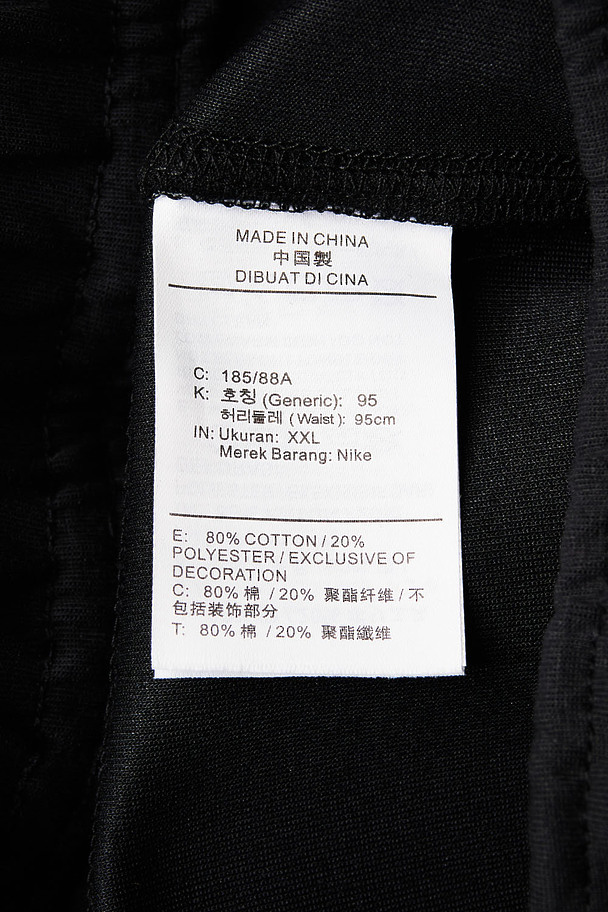 MADE IN CHINA
中国製
DIBUAT DI CINA
C: 185/88A
K: 호칭 (Generic): 95
허리둘레 (Waist): 95cm
IN: Ukuran: XXL
Merek Barang: Nike
E: 80% COTTON / 20%
POLYESTER / EXCLUSIVE OF
DECORATION
C: 80% 棉 / 20% 聚酯纤维 / 不
包括装饰部分
T: 80% 棉 / 20% 聚酯纖維